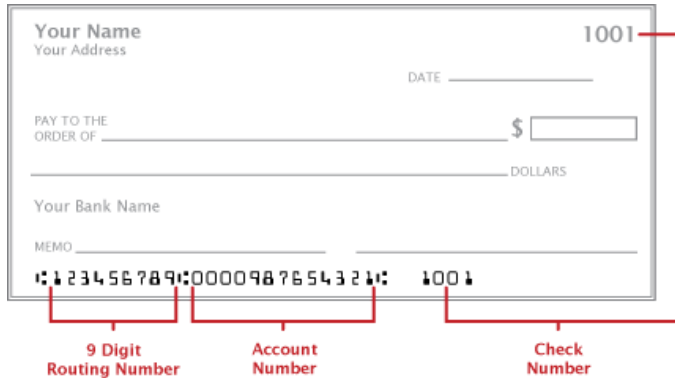 Your Name 1001
Your Address
DATE
PAY TO THE
ORDER OF $
DOLLARS
Your Bank Name
MEMO
⑆123456789⑆0000987654321⑆ 1001
9 Digit
Routing Number
Account
Number
Check
Number